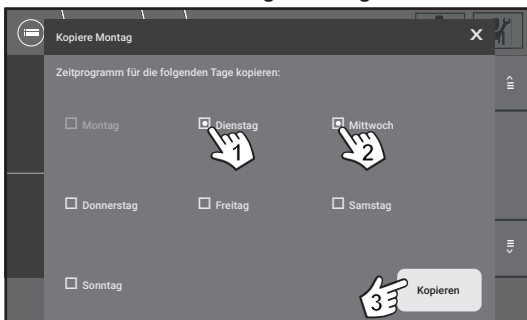 Kopiere Montag X
Zeitprogramm für die folgenden Tage kopieren:
Montag Dienstag Mittwoch
1 2
Donnerstag Freitag Samstag
Sonntag Kopieren
3